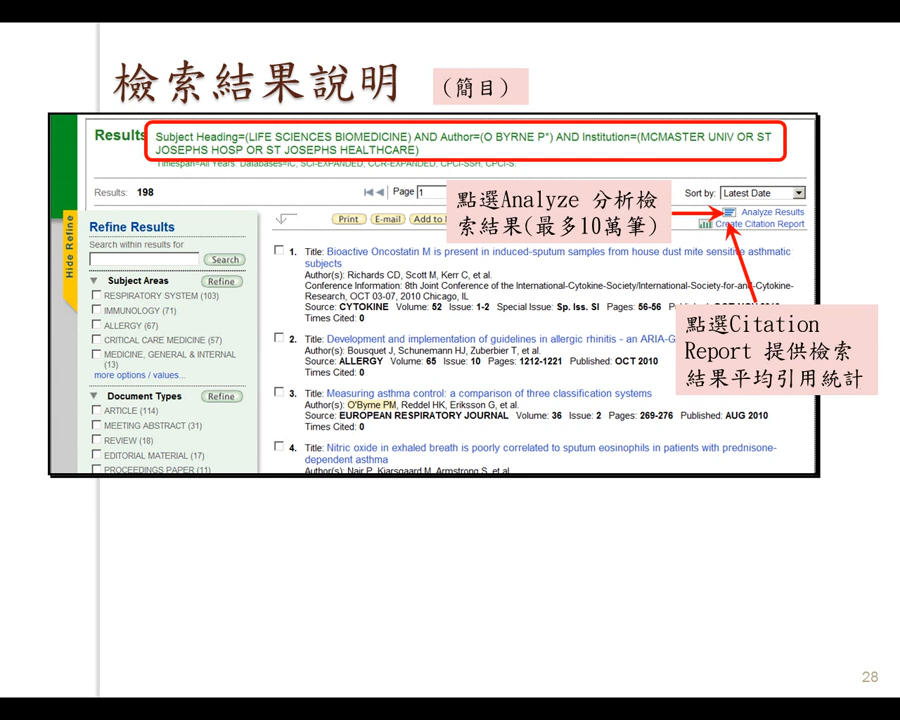 檢索結果說明
(簡目)
Results
Subject Heading=(LIFE SCIENCES BIOMEDICINE) AND Author=(O BYRNE P*) AND Institution=(MCMASTER UNIV OR ST
JOSEPHS HOSP OR ST JOSEPHS HEALTHCARE)
Timespan=All Years. Databases=IC, SCI-EXPANDED, CCR-EXPANDED, CPCI-SSH, CPCI-S.
Results: 198
Page 1
Sort by: Latest Date
Print
E-mail
Add to
Analyze Results
Create Citation Report
點選Analyze 分析檢
索結果(最多10萬筆)
點選Citation
Report 提供檢索
結果平均引用統計
Hide Refine
Refine Results
Search within results for
Search
Subject Areas
Refine
RESPIRATORY SYSTEM (103)
IMMUNOLOGY (71)
ALLERGY (67)
CRITICAL CARE MEDICINE (57)
MEDICINE, GENERAL & INTERNAL
(13)
more options / values...
Document Types
Refine
ARTICLE (114)
MEETING ABSTRACT (31)
REVIEW (18)
EDITORIAL MATERIAL (17)
PROCEEDINGS PAPER (11)
1. Title: Bioactive Oncostatin M is present in induced-sputum samples from house dust mite sensitive asthmatic
subjects
Author(s): Richards CD, Scott M, Kerr C, et al.
Conference Information: 8th Joint Conference of the International-Cytokine-Society/International-Society-for-and-Cytokine-
Research, OCT 03-07, 2010 Chicago, IL
Source: CYTOKINE Volume: 52 Issue: 1-2 Special Issue: Sp. Iss. SI Pages: 56-56
Times Cited: 0
2. Title: Development and implementation of guidelines in allergic rhinitis - an ARIA-G
Author(s): Bousquet J, Schunemann HJ, Zuberbier T, et al.
Source: ALLERGY Volume: 65 Issue: 10 Pages: 1212-1221 Published: OCT 2010
Times Cited: 0
3. Title: Measuring asthma control: a comparison of three classification systems
Author(s): O'Byrne PM, Reddel HK, Eriksson G, et al.
Source: EUROPEAN RESPIRATORY JOURNAL Volume: 36 Issue: 2 Pages: 269-276 Published: AUG 2010
Times Cited: 0
4. Title: Nitric oxide in exhaled breath is poorly correlated to sputum eosinophils in patients with prednisone-
dependent asthma
Author(s): Nair P, Kjarsgaard M, Armstrong S, et al.
28